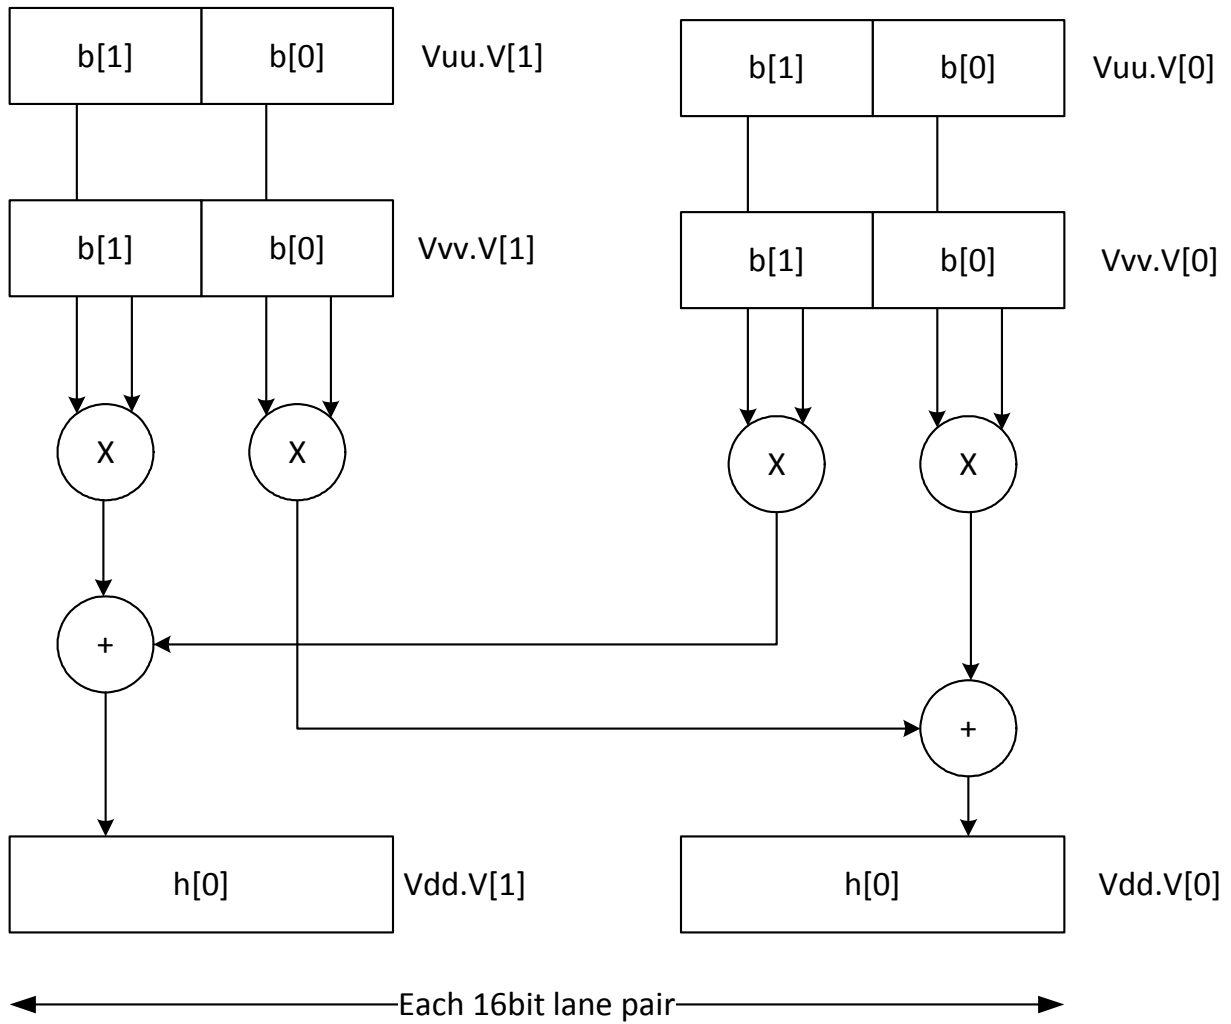 b[1] b[0] Vuu.V[1] b[1] b[0] Vuu.V[0]
b[1] b[0] Vvv.V[1] b[1] b[0] Vvv.V[0]
X X X X
+
+
h[0] Vdd.V[1] h[0] Vdd.V[0]
Each 16bit lane pair